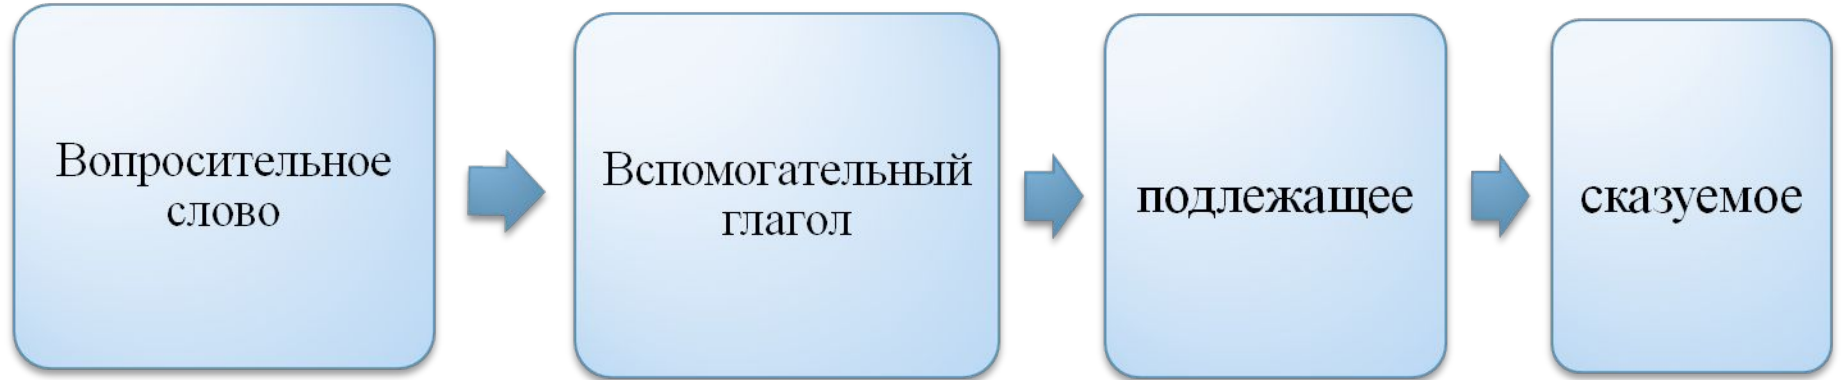 Вопросительное
слово
Вспомогательный
глагол
подлежащее
сказуемое